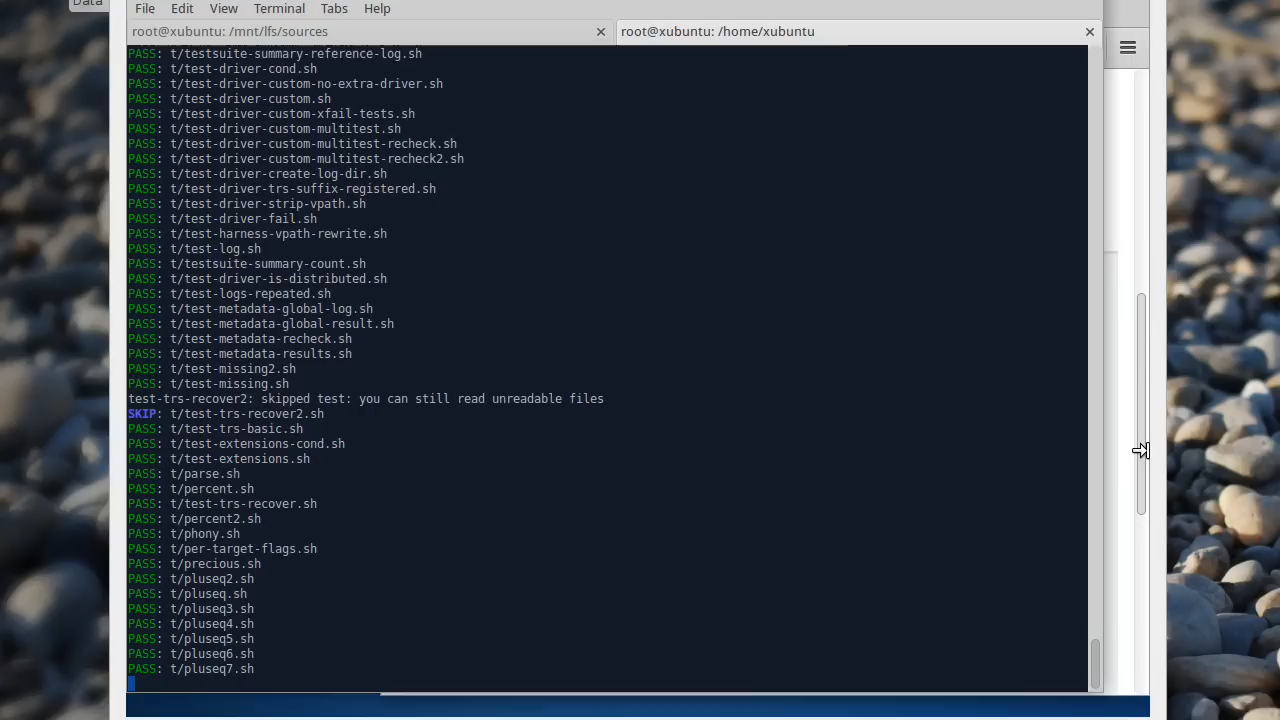 Data
File Edit View Terminal Tabs Help
root@xubuntu: /mnt/lfs/sources
root@xubuntu: /home/xubuntu
PASS: t/testsuite-summary-reference-log.sh
PASS: t/test-driver-cond.sh
PASS: t/test-driver-custom-no-extra-driver.sh
PASS: t/test-driver-custom.sh
PASS: t/test-driver-custom-xfail-tests.sh
PASS: t/test-driver-custom-multitest.sh
PASS: t/test-driver-custom-multitest-recheck.sh
PASS: t/test-driver-custom-multitest-recheck2.sh
PASS: t/test-driver-create-log-dir.sh
PASS: t/test-driver-trs-suffix-registered.sh
PASS: t/test-driver-strip-vpath.sh
PASS: t/test-driver-fail.sh
PASS: t/test-harness-vpath-rewrite.sh
PASS: t/test-log.sh
PASS: t/testsuite-summary-count.sh
PASS: t/test-driver-is-distributed.sh
PASS: t/test-logs-repeated.sh
PASS: t/test-metadata-global-log.sh
PASS: t/test-metadata-global-result.sh
PASS: t/test-metadata-recheck.sh
PASS: t/test-metadata-results.sh
PASS: t/test-missing2.sh
PASS: t/test-missing.sh
test-trs-recover2: skipped test: you can still read unreadable files
SKIP: t/test-trs-recover2.sh
PASS: t/test-trs-basic.sh
PASS: t/test-extensions-cond.sh
PASS: t/test-extensions.sh
PASS: t/parse.sh
PASS: t/percent.sh
PASS: t/test-trs-recover.sh
PASS: t/percent2.sh
PASS: t/phony.sh
PASS: t/per-target-flags.sh
PASS: t/precious.sh
PASS: t/pluseq2.sh
PASS: t/pluseq.sh
PASS: t/pluseq3.sh
PASS: t/pluseq4.sh
PASS: t/pluseq5.sh
PASS: t/pluseq6.sh
PASS: t/pluseq7.sh